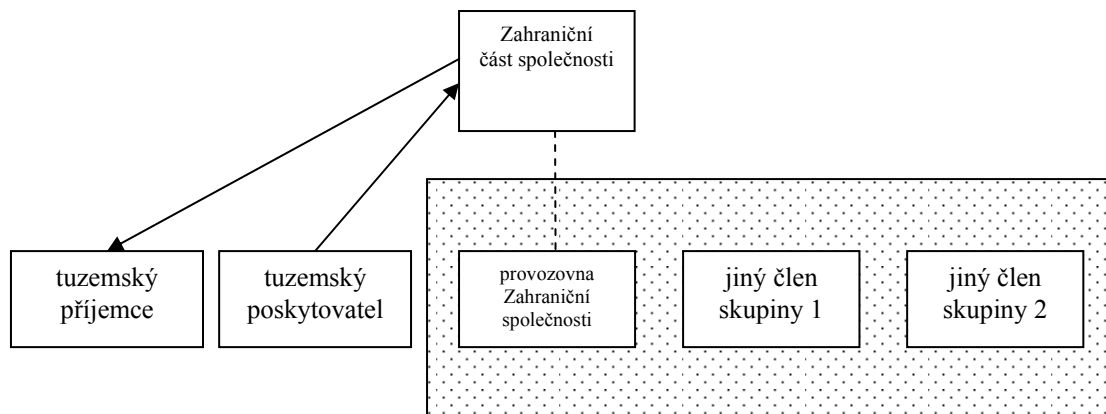 Zahraniční
část společnosti
tuzemský
příjemce
tuzemský
poskytovatel
provozovna
Zahraniční
společnosti
jiný člen
skupiny 1
jiný člen
skupiny 2